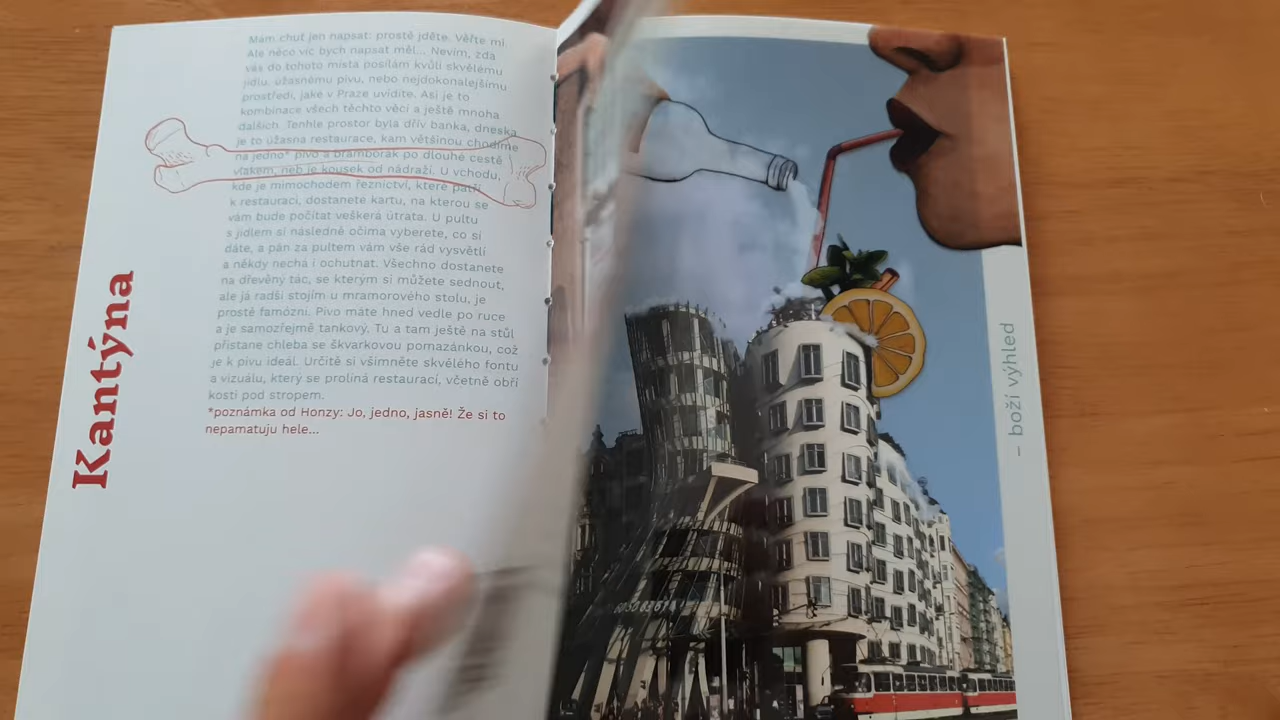 Kantýna
Mám chuť jen napsat: prostě jděte. Věřte mi.
Ale něco víc bych napsat měl... Nevím, zda
vás do tohoto místa posílám kvůli skvělému
jídlu, úžasnému pivu, nebo nejdokonalejšímu
prostředí, jaké v Praze uvidíte. Asi je to
kombinace všech těchto věcí a ještě mnoha
dalších. Tenhle prostor byla dřív banka, dneska
je to úžasná restaurace, kam většinou chodíme
na jedno* pivo a bramborák po dlouhé cestě
vlakem, neb je kousek od nádraží. U vchodu,
kde je mimochodem řeznictví, které patří
k restauraci, dostanete kartu, na kterou se
vám bude počítat veškerá útrata. U pultu
s jídlem si následně očima vyberete, co si
dáte, a pán za pultem vám vše rád vysvětlí
a někdy nechá i ochutnat. Všechno dostanete
na dřevěný tác, se kterým si můžete sednout,
ale já radši stojím u mramorového stolu, je
prostě famózní. Pivo máte hned vedle po ruce
a je samozřejmě tankový. Tu a tam ještě na stůl
přistane chleba se škvarkovou pomazánkou, což
je k pivu ideál. Určitě si všimněte skvělého fontu
a vizuálu, který se prolíná restaurací, včetně obří
kosti pod stropem.
*poznámka od Honzy: Jo, jedno, jasně! Že si to
nepamatuju hele...
– boží výhled